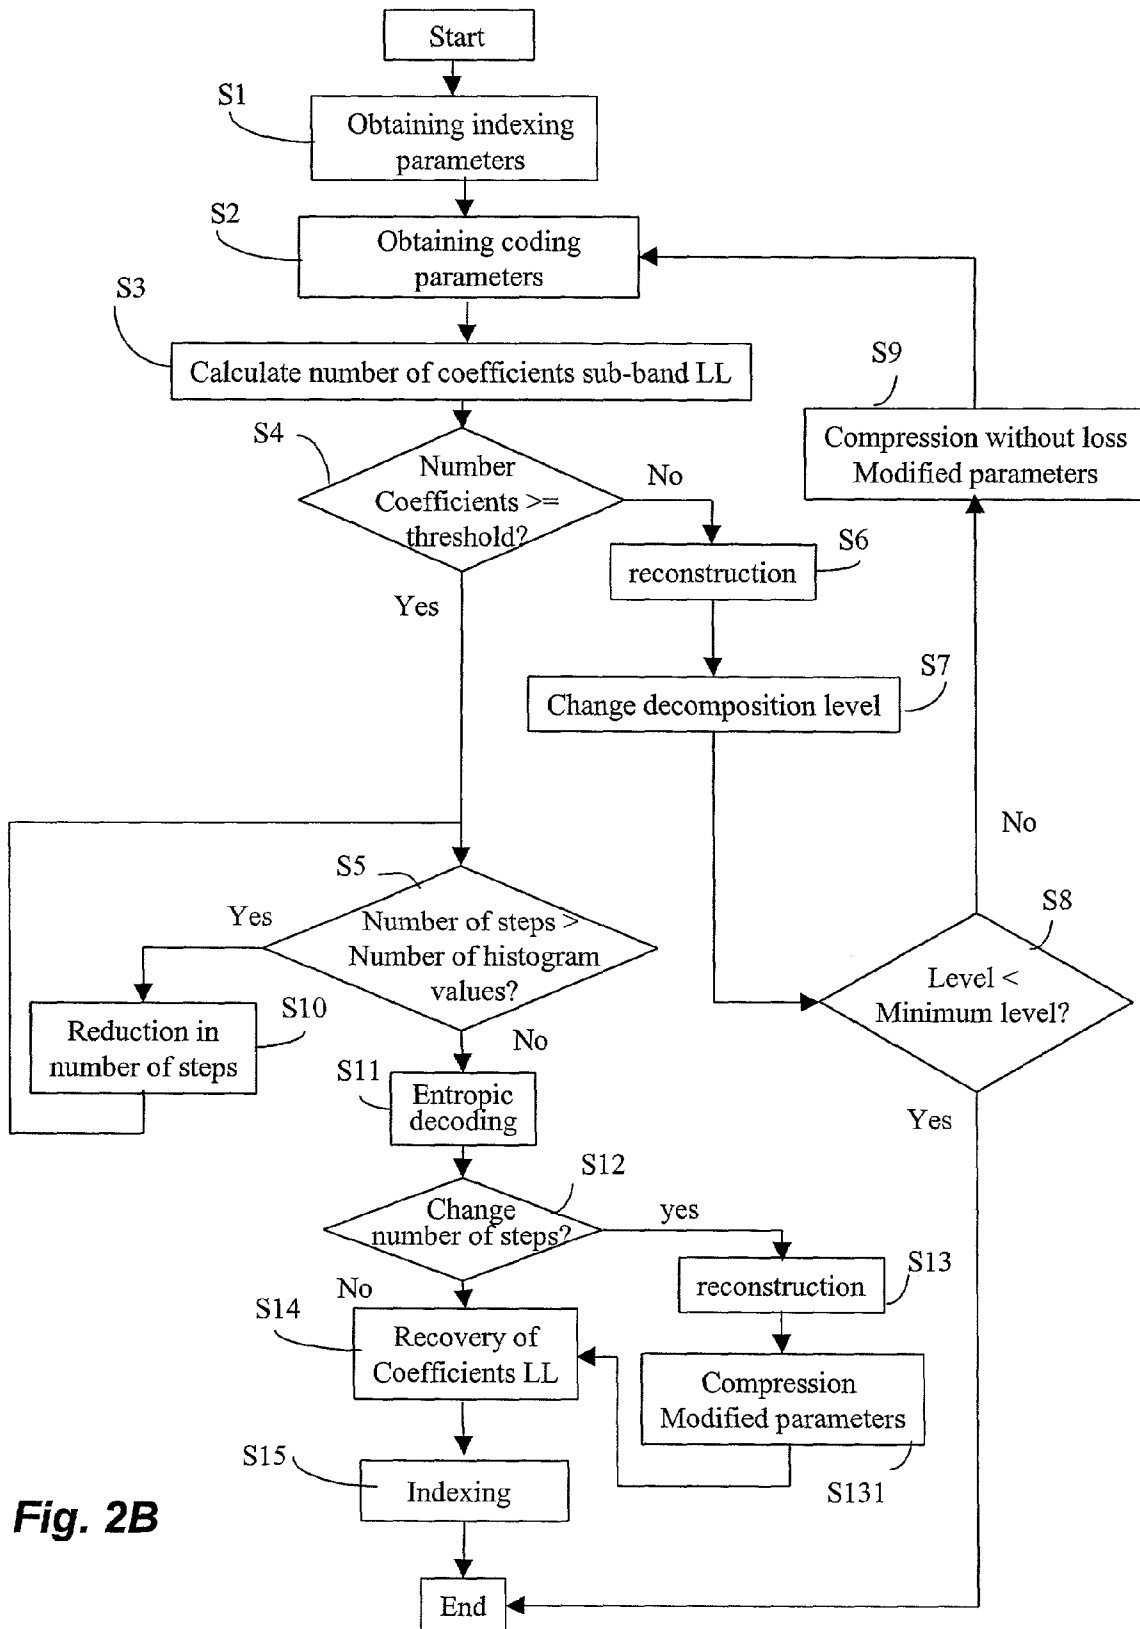 Start
S1
Obtaining indexing
parameters
S2
Obtaining coding
parameters
S3
Calculate number of coefficients sub-band LL
S9
Compression without loss
Modified parameters
S4
Number
Coefficients >=
threshold?
No
Yes
S6
reconstruction
S7
Change decomposition level
No
S5
Yes
Number of steps >
Number of histogram
values?
S8
Level <
Minimum level?
S10
Reduction in
number of steps
No
S11
Entropic
decoding
Yes
S12
Change
number of steps?
yes
S13
reconstruction
No
S14
Recovery of
Coefficients LL
Compression
Modified parameters
S131
S15
Indexing
Fig. 2B
End